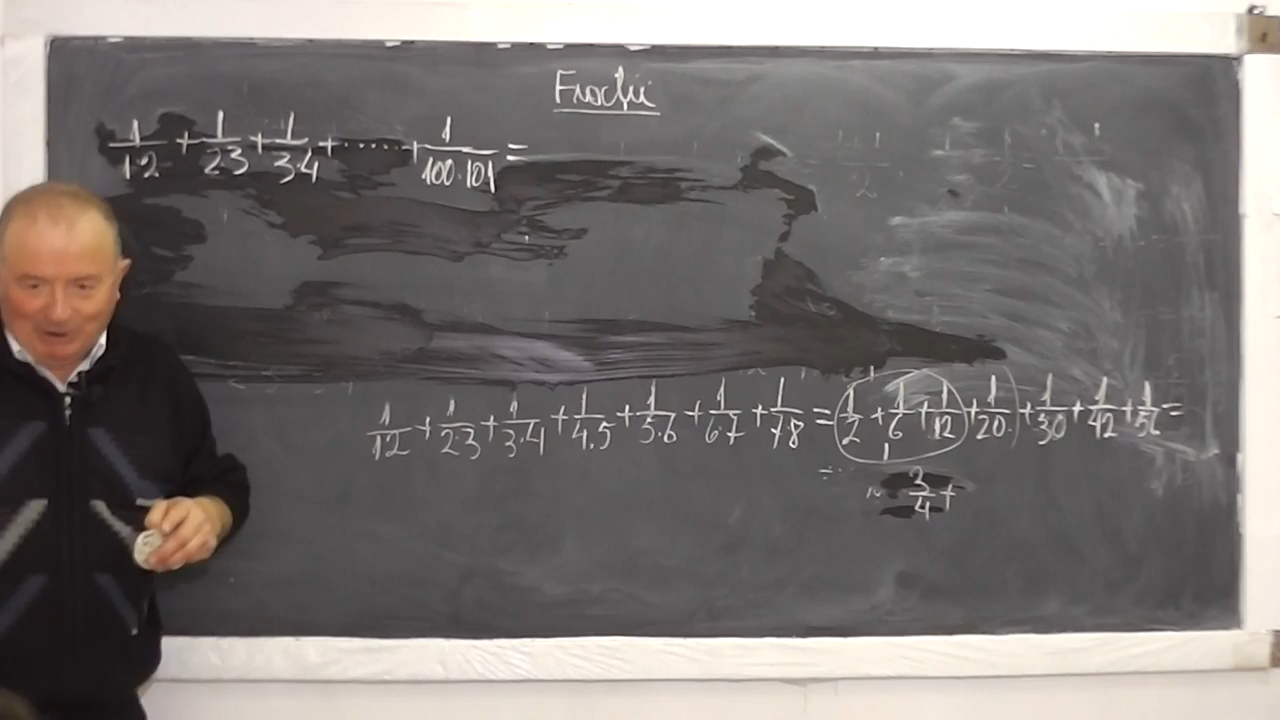 Fracţii
1/1·2 + 1/2·3 + 1/3·4 + ...... + 1/100·101 =
1/1·2 + 1/2·3 + 1/3·4 + 1/4·5 + 1/5·6 + 1/6·7 + 1/7·8 = 1/2 + 1/6 + 1/12 + 1/20 + 1/30 + 1/42 + 1/56 =
3/4 +